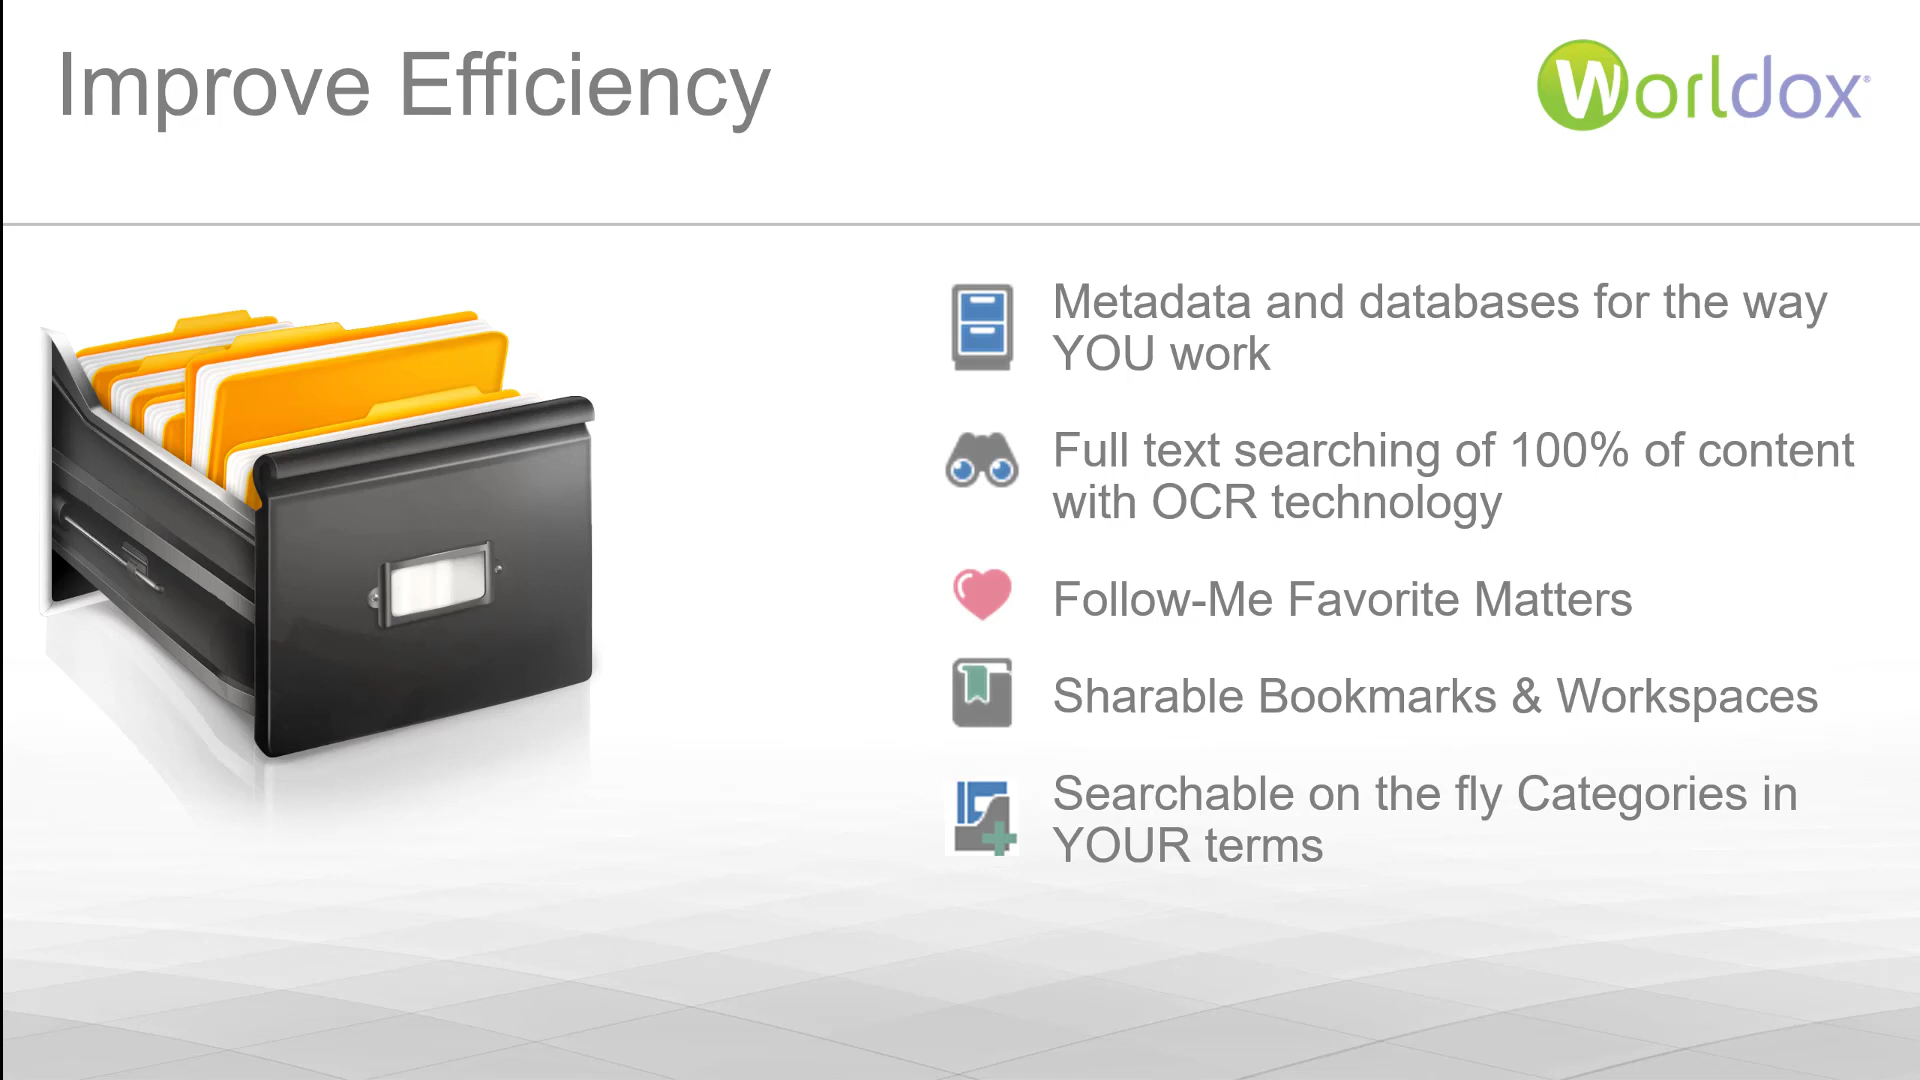 Improve Efficiency
Worldox®
Metadata and databases for the way
YOU work
Full text searching of 100% of content
with OCR technology
Follow-Me Favorite Matters
Sharable Bookmarks & Workspaces
Searchable on the fly Categories in
YOUR terms